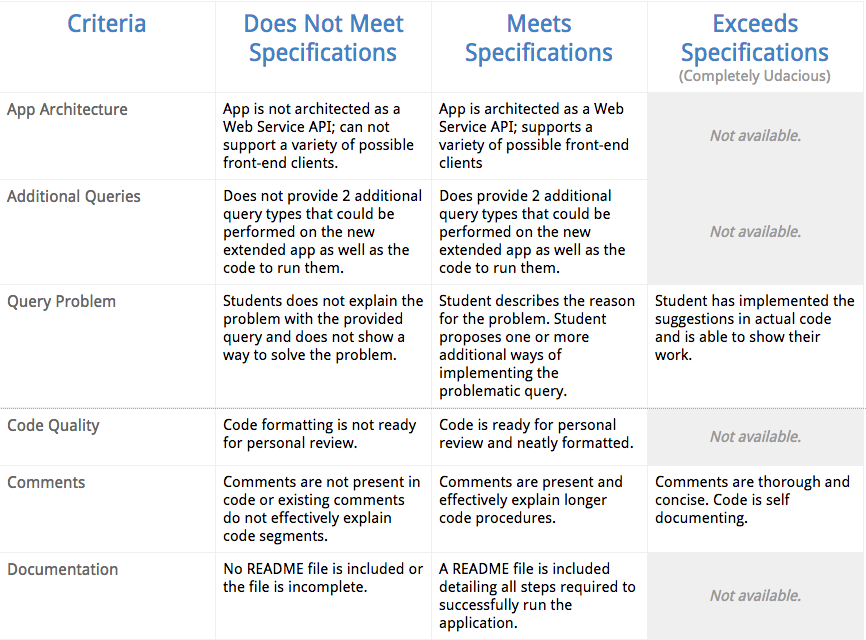 Criteria
Does Not Meet
Specifications
Meets
Specifications
Exceeds
Specifications
(Completely Udacious)
App Architecture
App is not architected as a
Web Service API; can not
support a variety of possible
front-end clients.
App is architected as a Web
Service API; supports a
variety of possible front-end
clients
Not available.
Additional Queries
Does not provide 2 additional
query types that could be
performed on the new
extended app as well as the
code to run them.
Does provide 2 additional
query types that could be
performed on the new
extended app as well as the
code to run them.
Not available.
Query Problem
Students does not explain the
problem with the provided
query and does not show a
way to solve the problem.
Student describes the reason
for the problem. Student
proposes one or more
additional ways of
implementing the
problematic query.
Student has implemented the
suggestions in actual code
and is able to show their
work.
Code Quality
Code formatting is not ready
for personal review.
Code is ready for personal
review and neatly formatted.
Not available.
Comments
Comments are not present in
code or existing comments
do not effectively explain
code segments.
Comments are present and
effectively explain longer
code procedures.
Comments are thorough and
concise. Code is self
documenting.
Documentation
No README file is included or
the file is incomplete.
A README file is included
detailing all steps required to
successfully run the
application.
Not available.